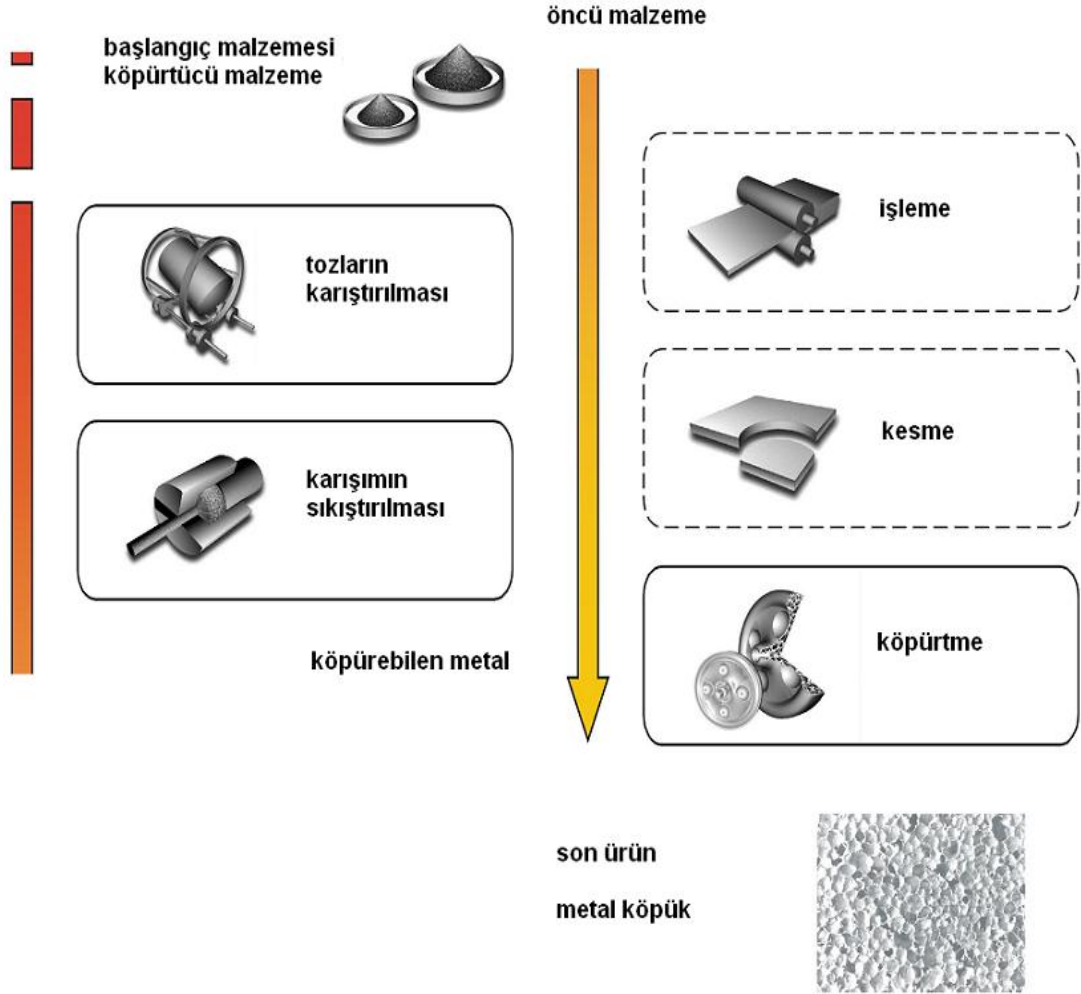 başlangıç malzemesi
köpürtücü malzeme
tozların
karıştırılması
karışımın
sıkıştırılması
köpürebilen metal
öncü malzeme
işleme
kesme
köpürtme
son ürün
metal köpük